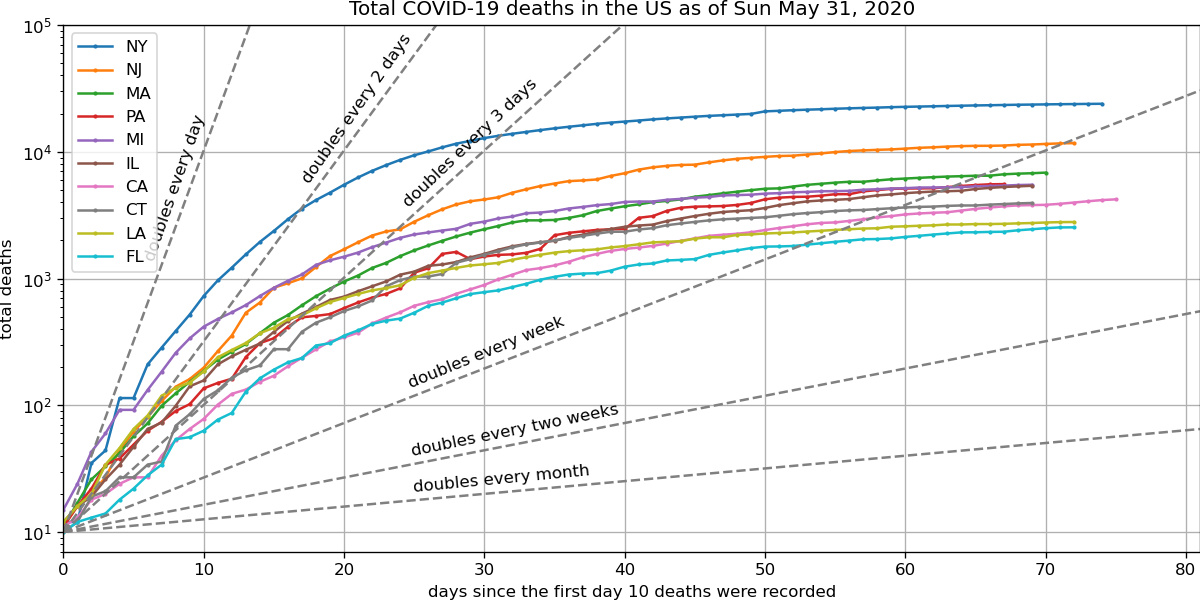 Total COVID-19 deaths in the US as of Sun May 31, 2020
10^5
10^4
10^3
10^2
10^1
total deaths
NY
NJ
MA
PA
MI
IL
CA
CT
LA
FL
doubles every day
doubles every 2 days
doubles every 3 days
doubles every week
doubles every two weeks
doubles every month
0 10 20 30 40 50 60 70 80
days since the first day 10 deaths were recorded